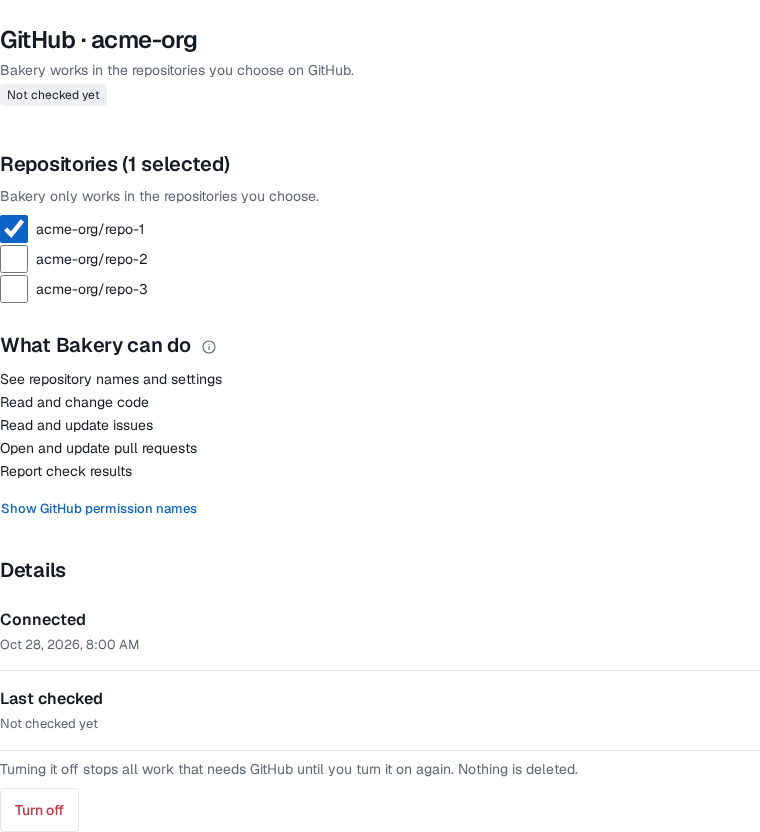 GitHub · acme-org
Bakery works in the repositories you choose on GitHub.
Not checked yet
Repositories (1 selected)
Bakery only works in the repositories you choose.
acme-org/repo-1
acme-org/repo-2
acme-org/repo-3
What Bakery can do
See repository names and settings
Read and change code
Read and update issues
Open and update pull requests
Report check results
Show GitHub permission names
Details
Connected
Oct 28, 2026, 8:00 AM
Last checked
Not checked yet
Turning it off stops all work that needs GitHub until you turn it on again. Nothing is deleted.
Turn off